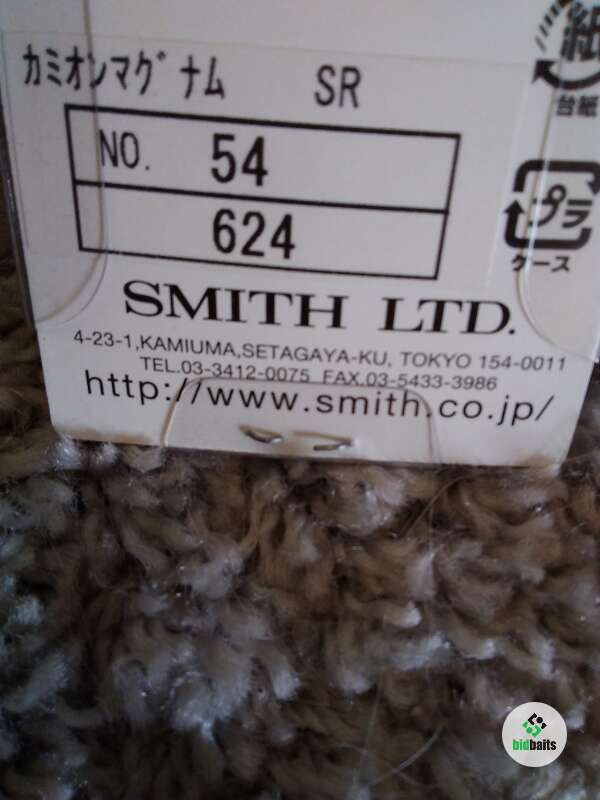 紙
台紙
カミオンマグナム SR
NO. 54
624
プラ
ケース
SMITH LTD.
4-23-1,KAMIUMA,SETAGAYA-KU, TOKYO 154-0011
TEL.03-3412-0075 FAX.03-5433-3986
http://www.smith.co.jp/
bidbaits